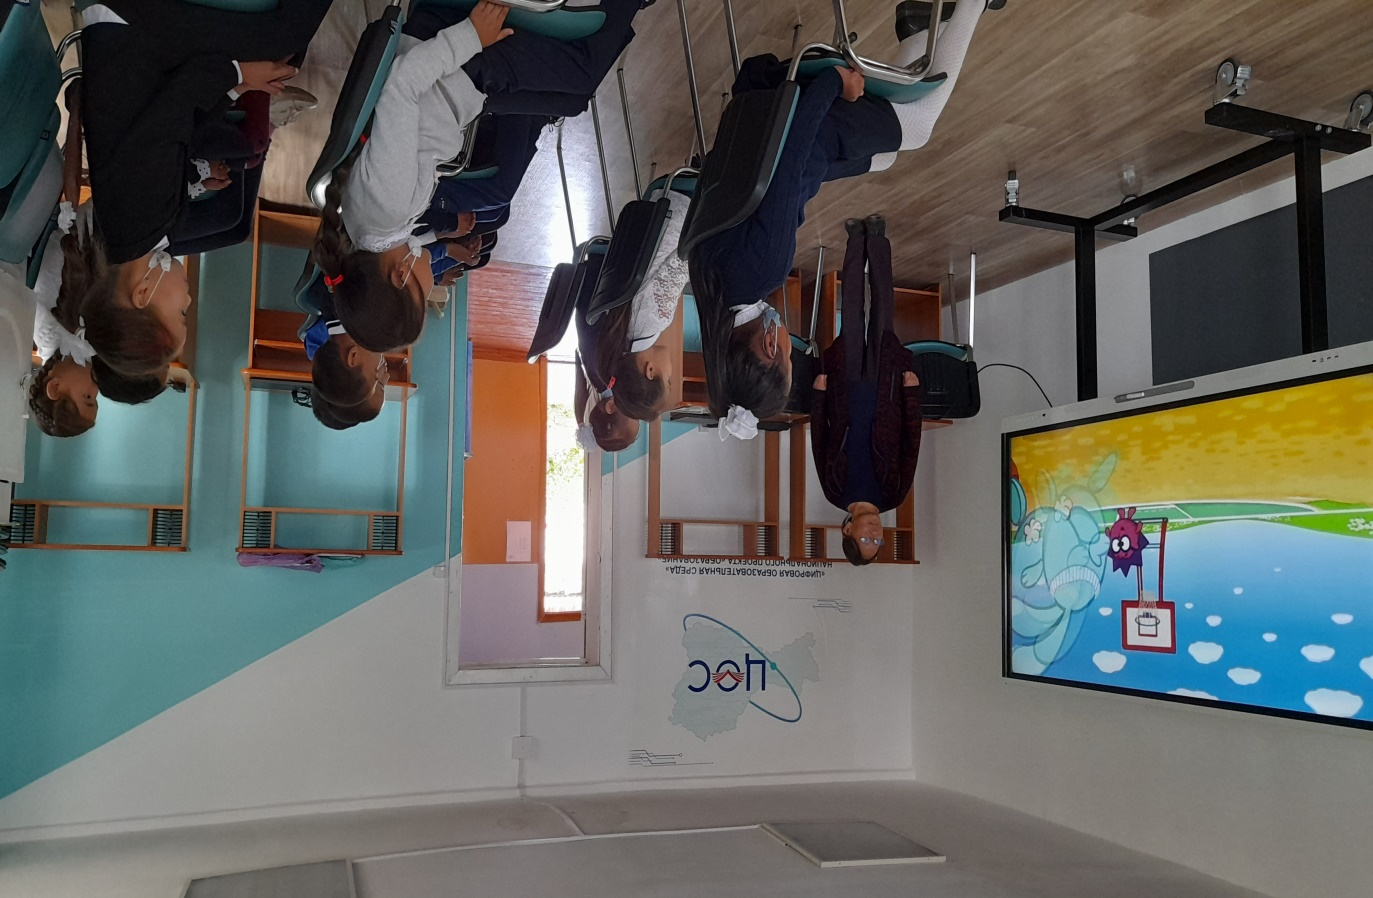 ЦОС
«ЦИФРОВАЯ ОБРАЗОВАТЕЛЬНАЯ СРЕДА»
НАЦИОНАЛЬНОГО ПРОЕКТА «ОБРАЗОВАНИЕ